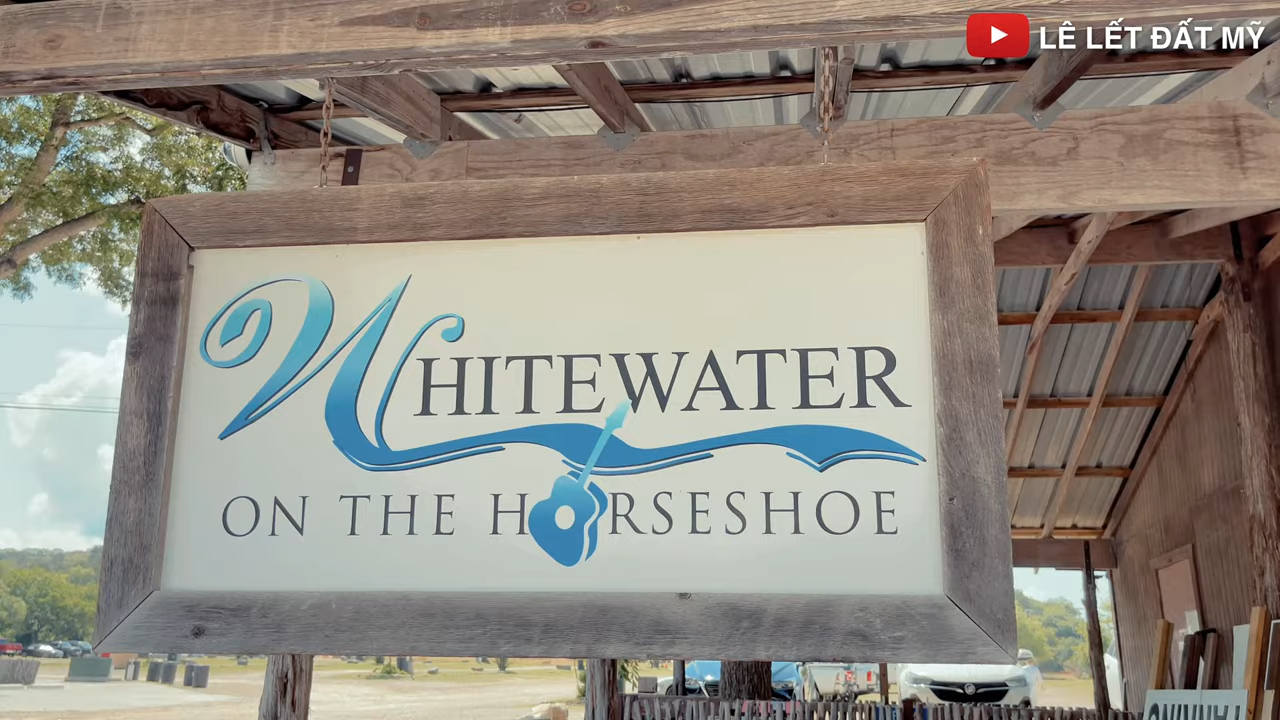 LÊ LẾT ĐẤT MỸ
WHITEWATER
ON THE HORSESHOE